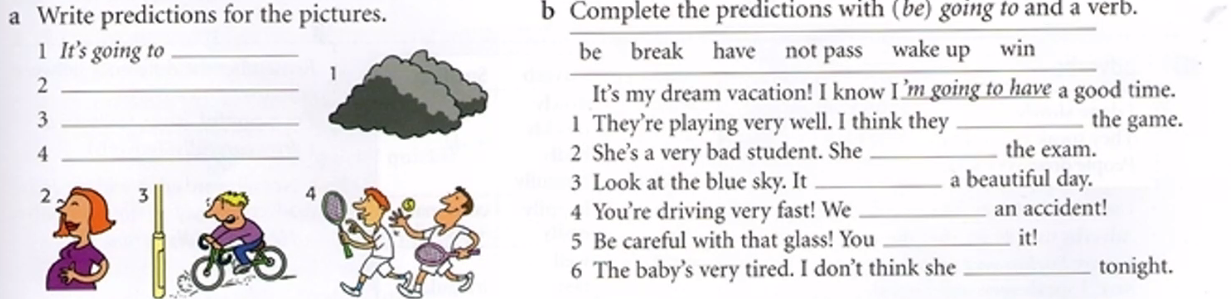 a Write predictions for the pictures.
1 It's going to
2
3
4
1
2
3
4
b Complete the predictions with (be) going to and a verb.
be break have not pass wake up win
It's my dream vacation! I know I 'm going to have a good time.
1 They're playing very well. I think they ________ the game.
2 She's a very bad student. She ________ the exam.
3 Look at the blue sky. It ________ a beautiful day.
4 You're driving very fast! We ________ an accident!
5 Be careful with that glass! You ________ it!
6 The baby's very tired. I don't think she ________ tonight.